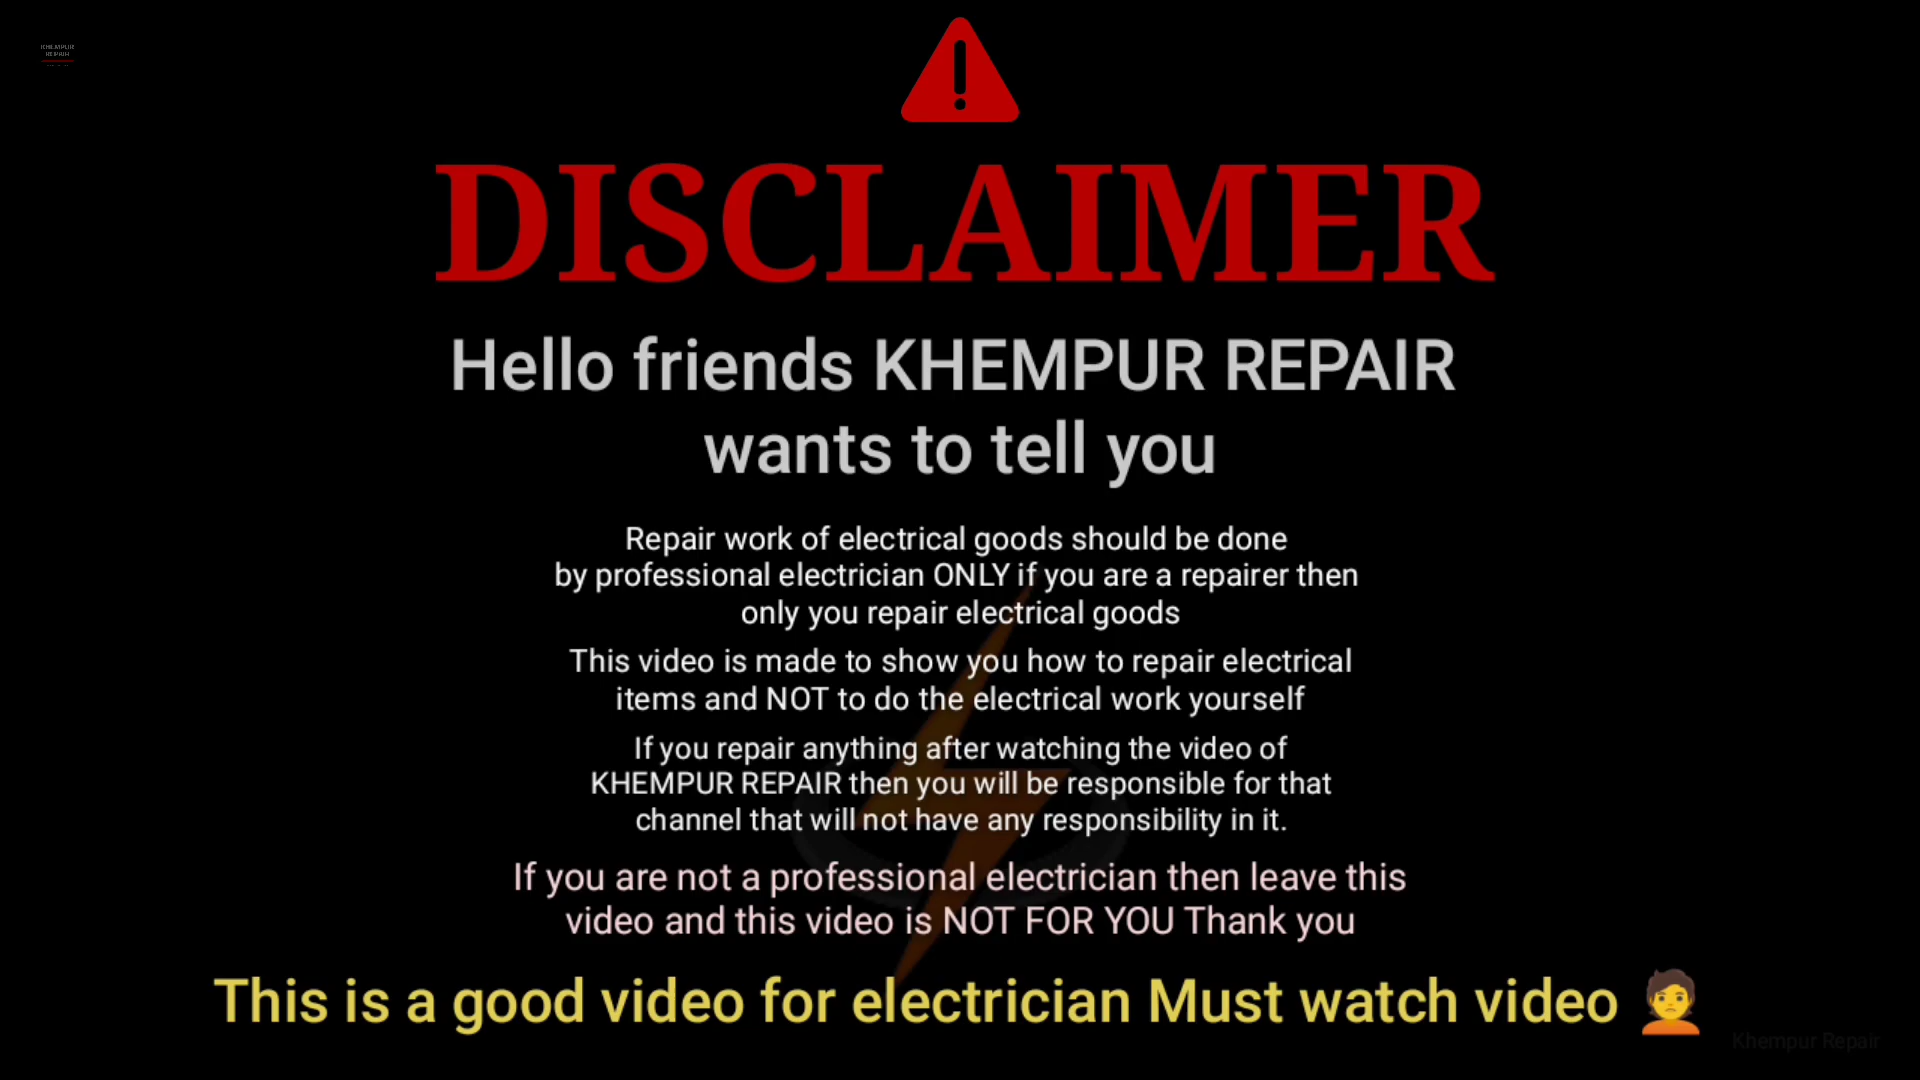 KHEMPUR
REPAIR
DISCLAIMER
Hello friends KHEMPUR REPAIR
wants to tell you
Repair work of electrical goods should be done
by professional electrician ONLY if you are a repairer then
only you repair electrical goods
This video is made to show you how to repair electrical
items and NOT to do the electrical work yourself
If you repair anything after watching the video of
KHEMPUR REPAIR then you will be responsible for that
channel that will not have any responsibility in it.
If you are not a professional electrician then leave this
video and this video is NOT FOR YOU Thank you
This is a good video for electrician Must watch video
Khempur Repair